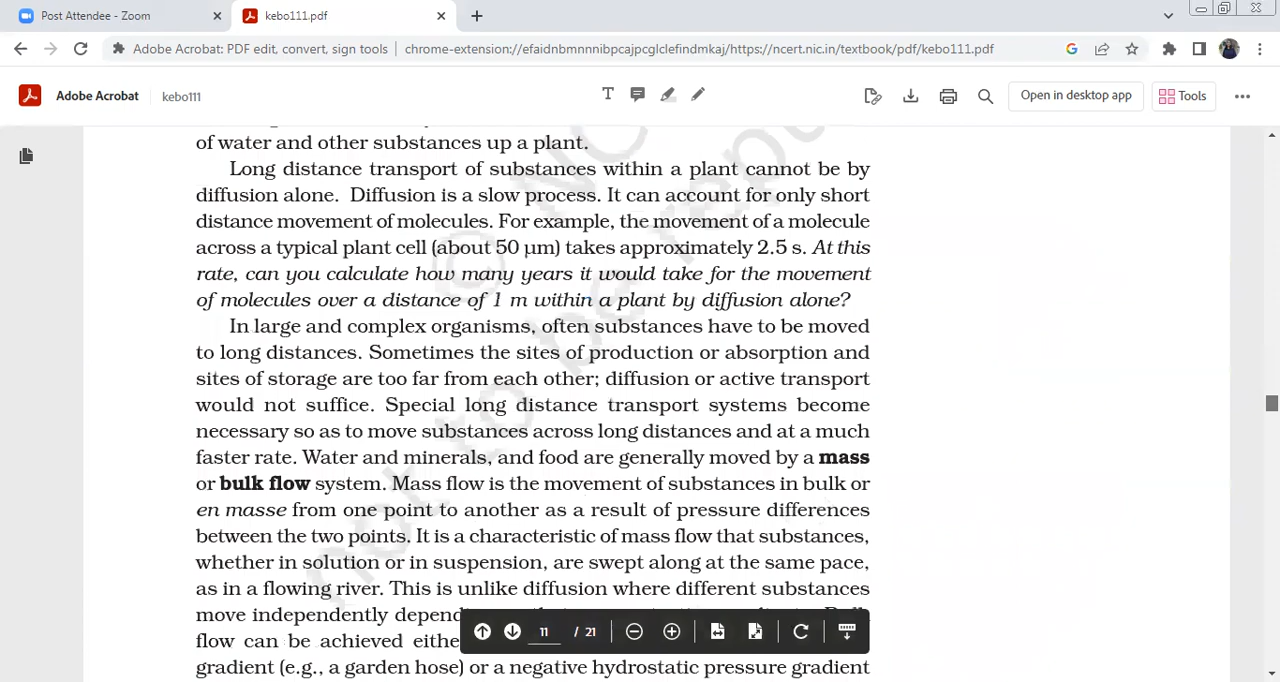 Post Attendee - Zoom
kebo111.pdf
Adobe Acrobat: PDF edit, convert, sign tools
chrome-extension://efaidnbmnnnibpcajpcglclefindmkaj/https://ncert.nic.in/textbook/pdf/kebo111.pdf
Adobe Acrobat
kebo111
Open in desktop app
Tools
of water and other substances up a plant.
Long distance transport of substances within a plant cannot be by
diffusion alone. Diffusion is a slow process. It can account for only short
distance movement of molecules. For example, the movement of a molecule
across a typical plant cell (about 50 µm) takes approximately 2.5 s. At this
rate, can you calculate how many years it would take for the movement
of molecules over a distance of 1 m within a plant by diffusion alone?
In large and complex organisms, often substances have to be moved
to long distances. Sometimes the sites of production or absorption and
sites of storage are too far from each other; diffusion or active transport
would not suffice. Special long distance transport systems become
necessary so as to move substances across long distances and at a much
faster rate. Water and minerals, and food are generally moved by a mass
or bulk flow system. Mass flow is the movement of substances in bulk or
en masse from one point to another as a result of pressure differences
between the two points. It is a characteristic of mass flow that substances,
whether in solution or in suspension, are swept along at the same pace,
as in a flowing river. This is unlike diffusion where different substances
move independently
flow can be achieved
gradient (e.g., a garden hose) or a negative hydrostatic pressure gradient
11 / 21
not to be